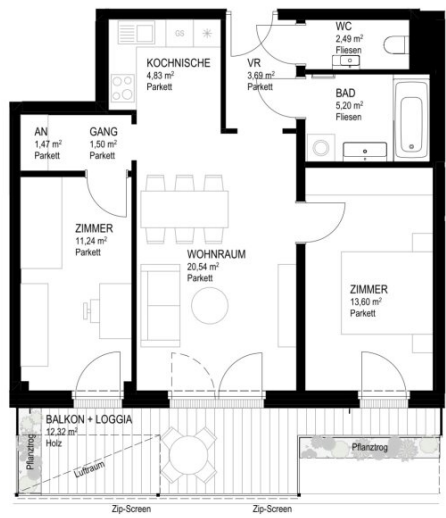 WC
2,49 m²
Fliesen
GS
KOCHNISCHE
4,83 m²
Parkett
VR
3,69 m²
Parkett
BAD
5,20 m²
Fliesen
AN
1,47 m²
Parkett
GANG
1,50 m²
Parkett
ZIMMER
11,24 m²
Parkett
WOHNRAUM
20,54 m²
Parkett
ZIMMER
13,60 m²
Parkett
BALKON + LOGGIA
12,32 m²
Holz
Pflanztrog
Luftraum
Pflanztrog
Zip-Screen
Zip-Screen